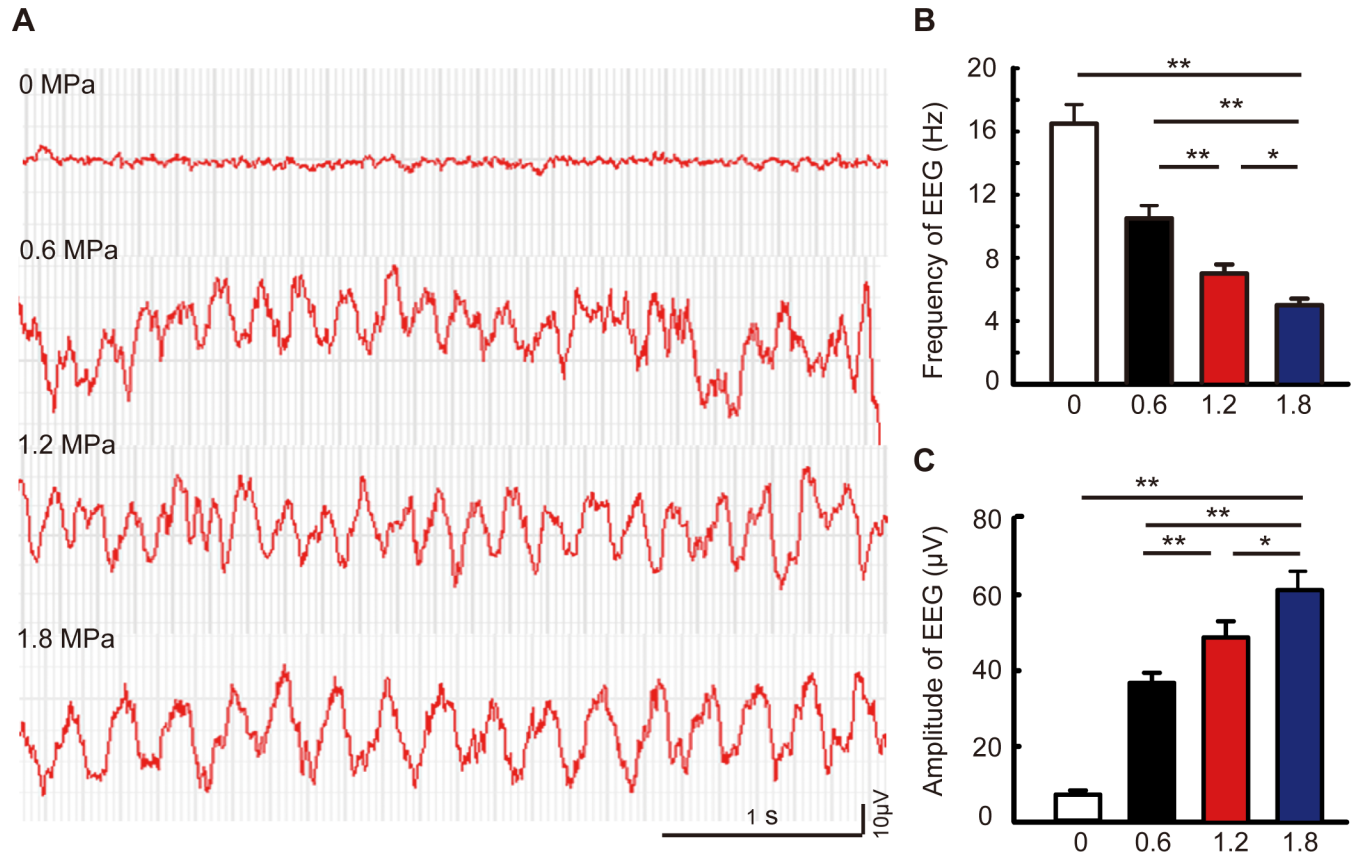 A
0 MPa
0.6 MPa
1.2 MPa
1.8 MPa
1 s
10μV
B
Frequency of EEG (Hz)
20
16
12
8
4
0
**
**
** *
0 0.6 1.2 1.8
C
Amplitude of EEG (μV)
80
60
40
20
0
**
**
** *
0 0.6 1.2 1.8